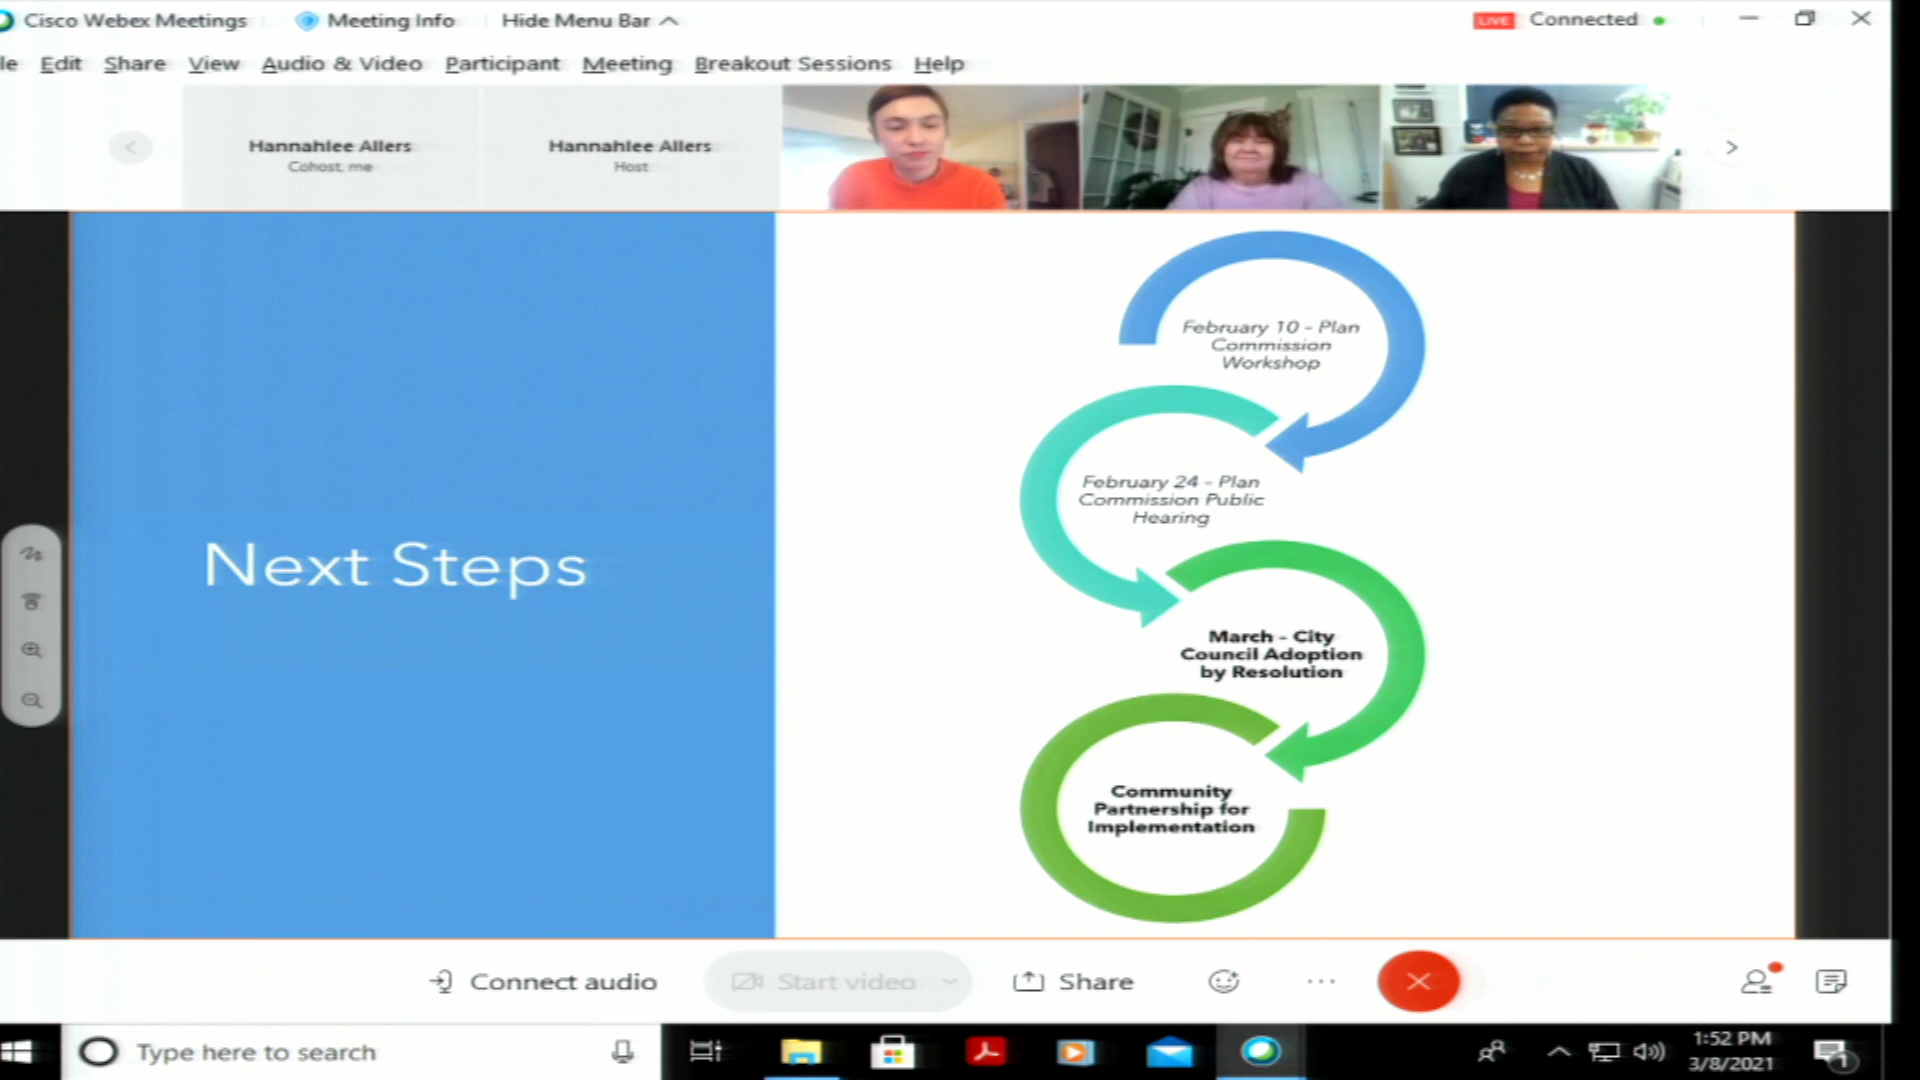 Cisco Webex Meetings
Meeting Info
Hide Menu Bar
LIVE
Connected
le Edit Share View Audio & Video Participant Meeting Breakout Sessions Help
Hannahlee Allers
Cohost, me
Hannahlee Allers
Host
Next Steps
February 10 - Plan
Commission
Workshop
February 24 - Plan
Commission Public
Hearing
March - City
Council Adoption
by Resolution
Community
Partnership for
Implementation
Connect audio
Start video
Share
Type here to search
1:52 PM
3/8/2021
1